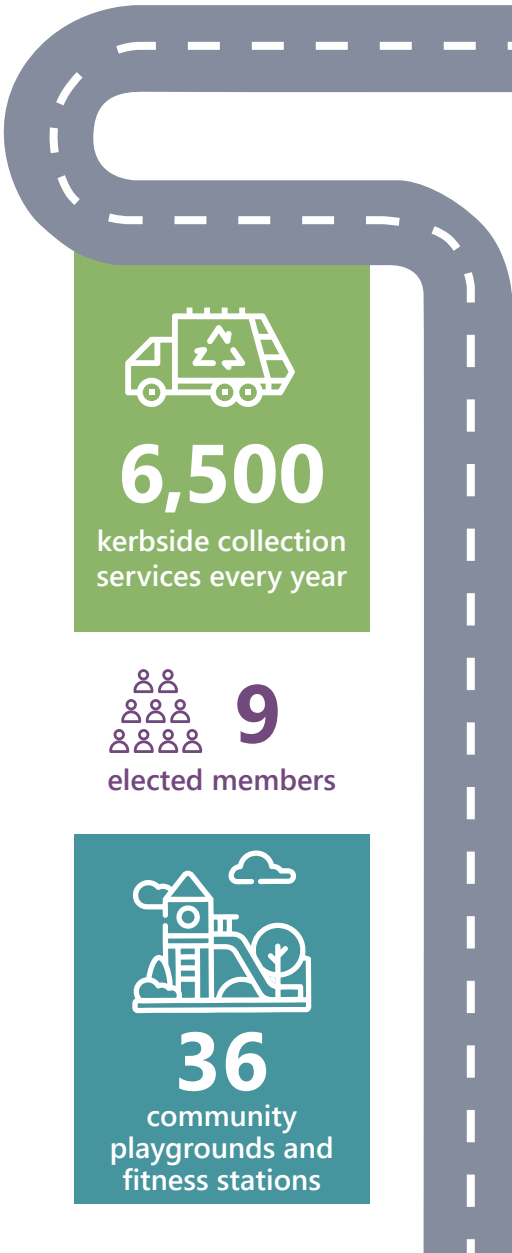 6,500
kerbside collection
services every year
9
elected members
36
community
playgrounds and
fitness stations